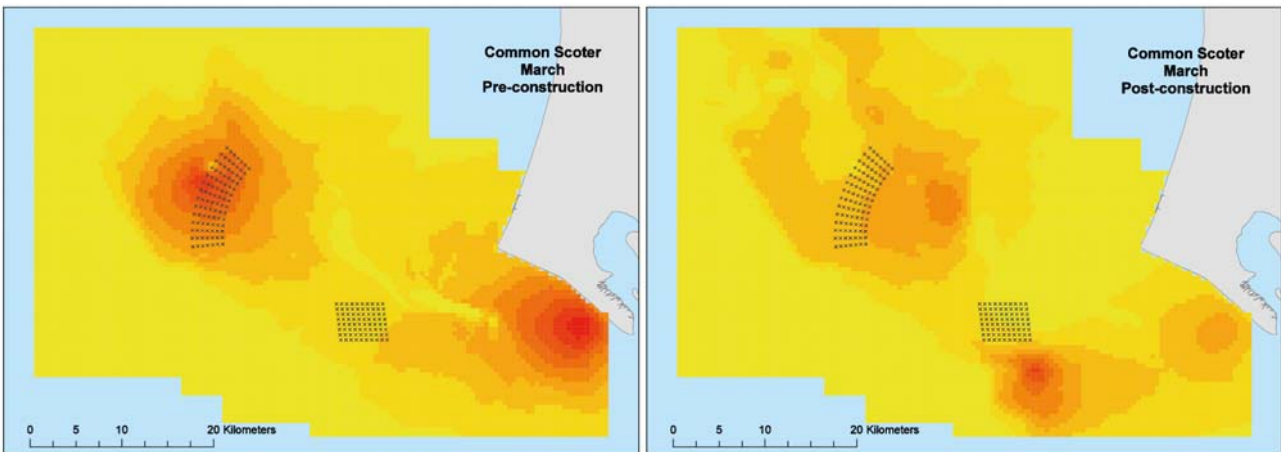 Common Scoter
March
Pre-construction
0 5 10 20 Kilometers
Common Scoter
March
Post-construction
0 5 10 20 Kilometers